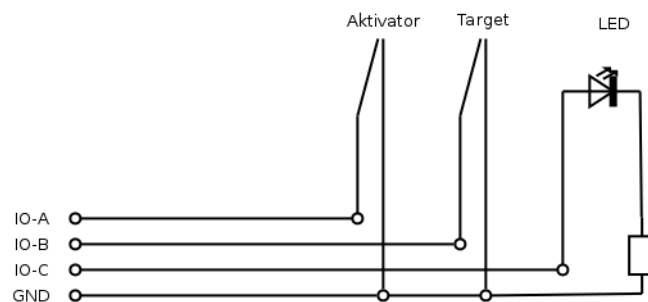 Aktivator Target LED
IO-A
IO-B
IO-C
GND